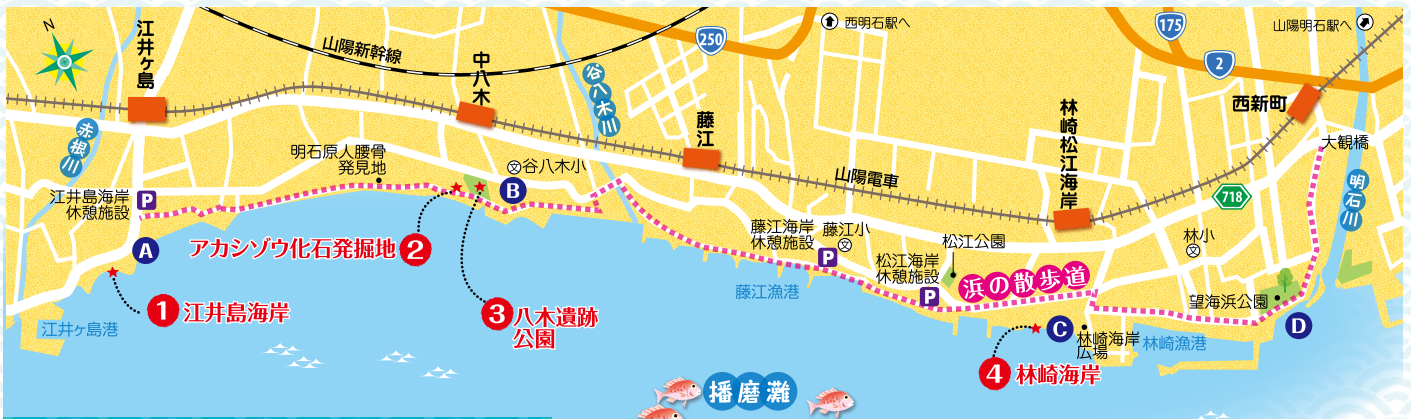 N
江井ヶ島
山陽新幹線
中八木
谷八木川
250
西明石駅へ
175
2
山陽明石駅へ
西新町
大観橋
赤根川
明石原人腰骨
発見地
谷八木小
B
藤江
山陽電車
林崎松江海岸
718
明石川
江井島海岸
休憩施設
P
A
アカシゾウ化石発掘地
2
藤江海岸
休憩施設
P
藤江小
松江公園
松江海岸
休憩施設
P
浜の散歩道
林小
望海浜公園
D
1
江井島海岸
江井ヶ島港
3
八木遺跡
公園
藤江漁港
C
林崎海岸
広場
林崎漁港
4
林崎海岸
播磨灘
文
文
文